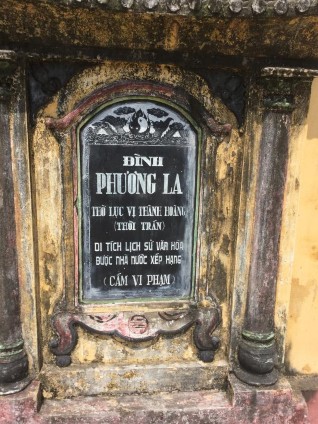 ĐÌNH
PHƯƠNG LA
THỜ LỤC VỊ THÀNH HOÀNG
(THỜI TRẦN)
DI TÍCH LỊCH SỬ VĂN HÓA
ĐƯỢC NHÀ NƯỚC XẾP HẠNG
(CẤM VI PHẠM)